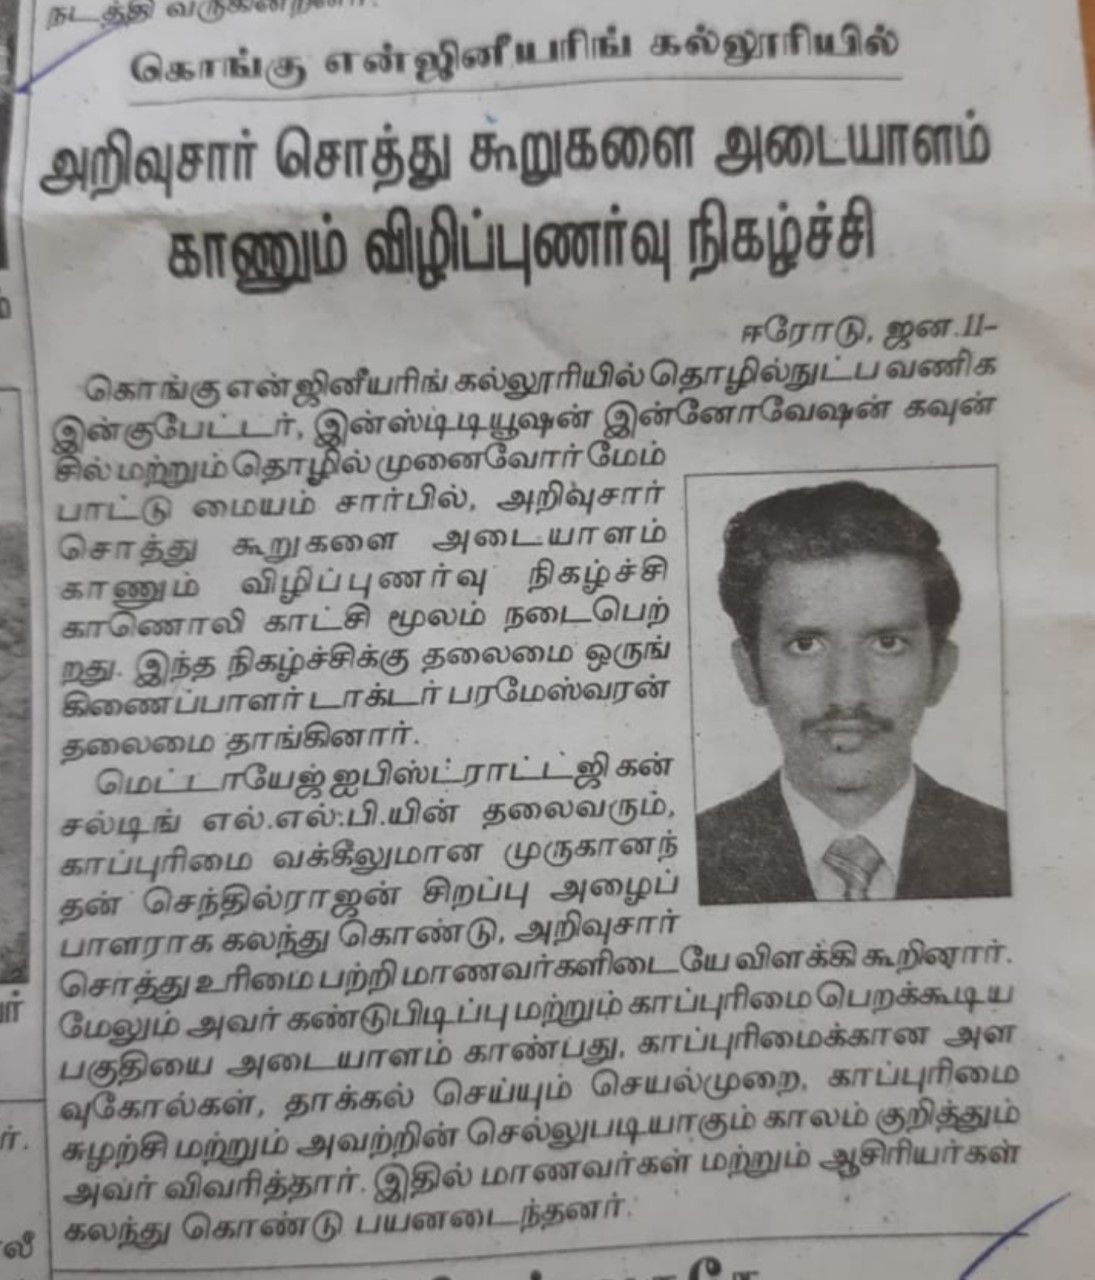 நடத்தி வருகின்றனர்.
கொங்கு என்ஜினீயரிங் கல்லூரியில்
அறிவுசார் சொத்து கூறுகளை அடையாளம்
காணும் விழிப்புணர்வு நிகழ்ச்சி
ஈரோடு, ஜன.11-
கொங்கு என்ஜினீயரிங் கல்லூரியில் தொழில்நுட்ப வணிக
இன்குபேட்டர், இன்ஸ்டிடியூஷன் இன்னோவேஷன் கவுன்
சில் மற்றும் தொழில் முனைவோர் மேம்
பாட்டு மையம் சார்பில், அறிவுசார்
சொத்து கூறுகளை அடையாளம்
காணும் விழிப்புணர்வு நிகழ்ச்சி
காணொலி காட்சி மூலம் நடைபெற்
றது. இந்த நிகழ்ச்சிக்கு தலைமை ஒருங்
கிணைப்பாளர் டாக்டர் பரமேஸ்வரன்
தலைமை தாங்கினார்.
மெட்டாயேஜ் ஐபிஸ்ட்ராட்ட்ஜி கன்
சல்டிங் எல்.எல்.பி.யின் தலைவரும்,
காப்புரிமை வக்கீலுமான முருகானந்
தன் செந்தில்ராஜன் சிறப்பு அழைப்
பாளராக கலந்து கொண்டு, அறிவுசார்
சொத்து உரிமை பற்றி மாணவர்களிடையே விளக்கி கூறினார்.
மேலும் அவர் கண்டுபிடிப்பு மற்றும் காப்புரிமை பெறக்கூடிய
பகுதியை அடையாளம் காண்பது, காப்புரிமைக்கான அள
வுகோல்கள், தாக்கல் செய்யும் செயல்முறை, காப்புரிமை
சுழற்சி மற்றும் அவற்றின் செல்லுபடியாகும் காலம் குறித்தும்
அவர் விவரித்தார். இதில் மாணவர்கள் மற்றும் ஆசிரியர்கள்
கலந்து கொண்டு பயனடைந்தனர்.